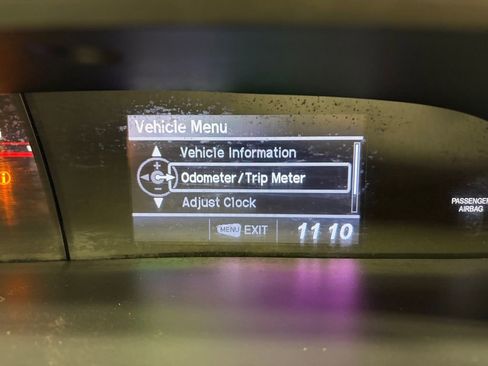 Vehicle Menu
Vehicle Information
Odometer/Trip Meter
Adjust Clock
MENU EXIT
11 10
PASSENGER
AIRBAG